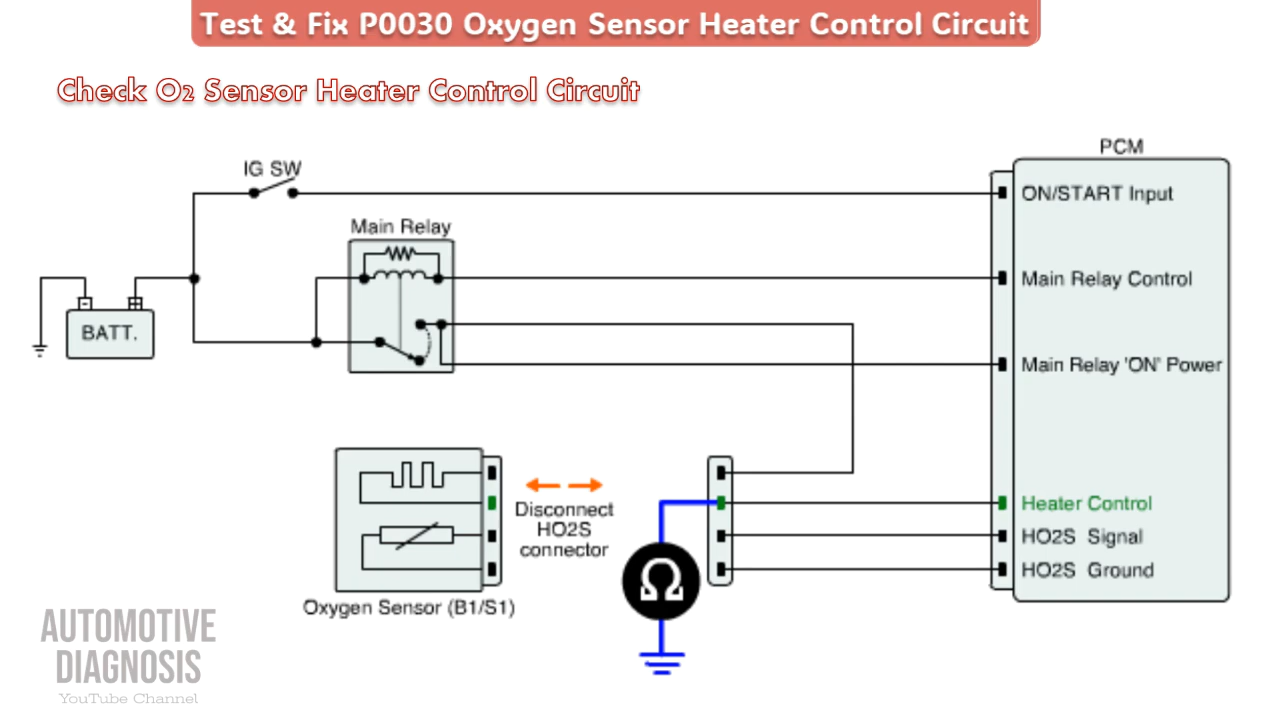 Test & Fix P0030 Oxygen Sensor Heater Control Circuit
Check O2 Sensor Heater Control Circuit
PCM
IG SW
ON/START Input
Main Relay
Main Relay Control
BATT.
-
+
Main Relay 'ON' Power
Disconnect
HO2S
connector
Heater Control
HO2S Signal
HO2S Ground
Ω
Oxygen Sensor (B1/S1)
AUTOMOTIVE
DIAGNOSIS
YouTube Channel